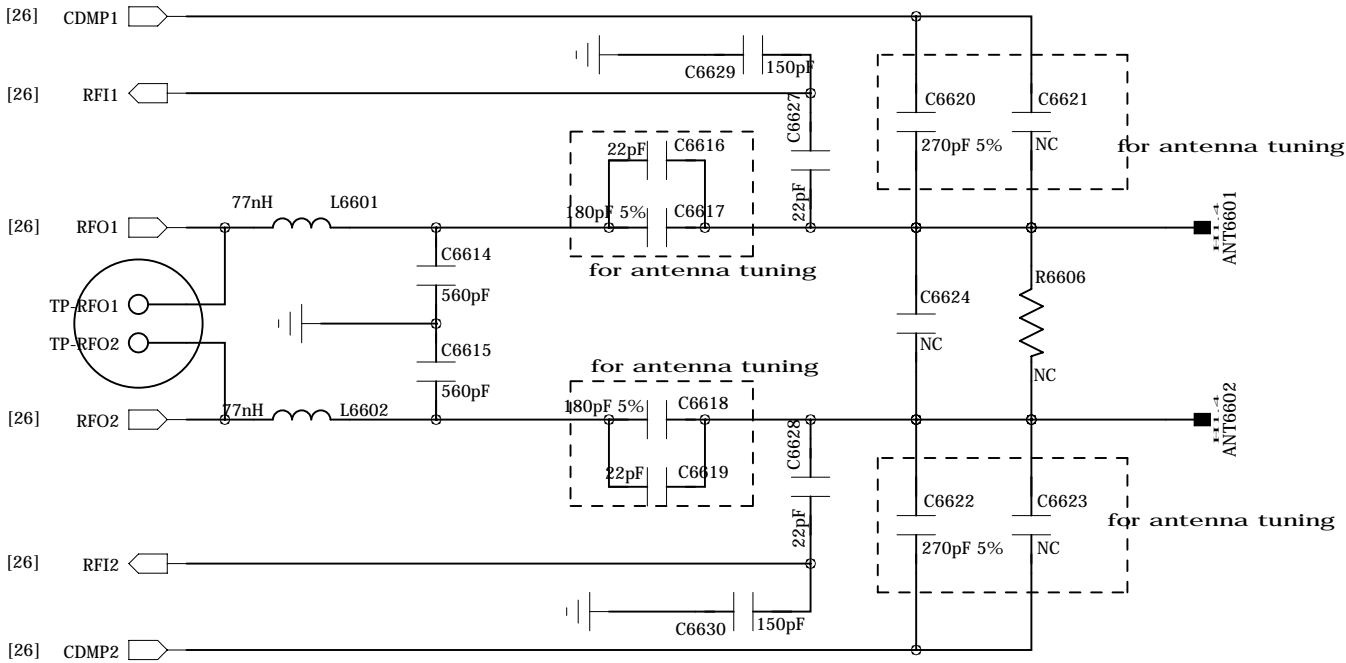 [26] CDMP1
C6629 150pF
[26] RFI1
C6627
22pF
C6620
270pF 5%
C6621
NC
for antenna tuning
22pF C6616
180pF 5% C6617
for antenna tuning
[26] RFO1
77nH L6601
C6614
560pF
TP-RFO1
TP-RFO2
C6615
560pF
C6624
NC
R6606
NC
ANT6601
for antenna tuning
[26] RFO2
77nH L6602
180pF 5% C6618
22pF C6619
C6628
22pF
ANT6602
C6622
270pF 5%
C6623
NC
for antenna tuning
[26] RFI2
C6630 150pF
[26] CDMP2